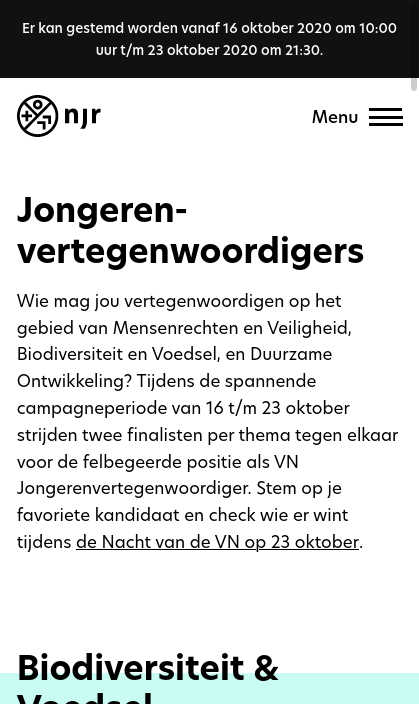 Er kan gestemd worden vanaf 16 oktober 2020 om 10:00
uur t/m 23 oktober 2020 om 21:30.
njr
Menu
Jongeren-
vertegenwoordigers
Wie mag jou vertegenwoordigen op het
gebied van Mensenrechten en Veiligheid,
Biodiversiteit en Voedsel, en Duurzame
Ontwikkeling? Tijdens de spannende
campagneperiode van 16 t/m 23 oktober
strijden twee finalisten per thema tegen elkaar
voor de felbegeerde positie als VN
Jongerenvertegenwoordiger. Stem op je
favoriete kandidaat en check wie er wint
tijdens de Nacht van de VN op 23 oktober.
Biodiversiteit &
Voedsel